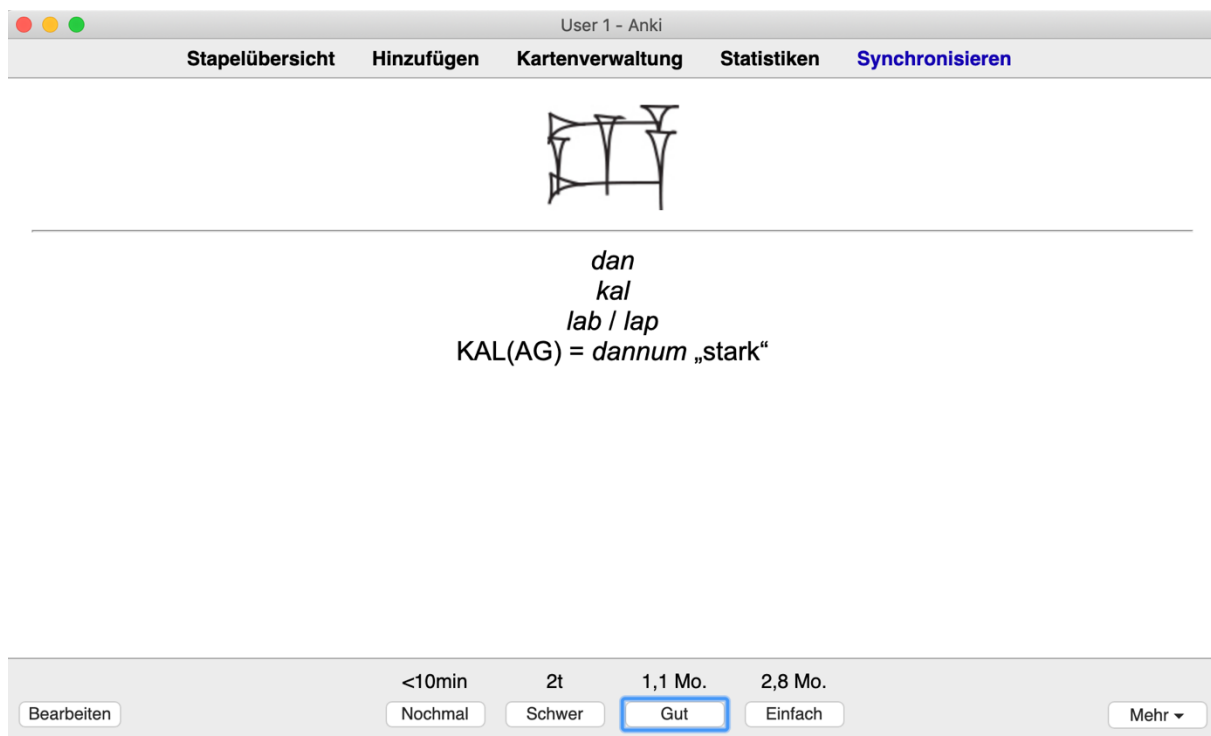 User 1 - Anki
Stapelübersicht Hinzufügen Kartenverwaltung Statistiken Synchronisieren
𒆗
dan
kal
lab / lap
KAL(AG) = dannum „stark“
<10min 2t 1,1 Mo. 2,8 Mo.
Bearbeiten Nochmal Schwer Gut Einfach Mehr